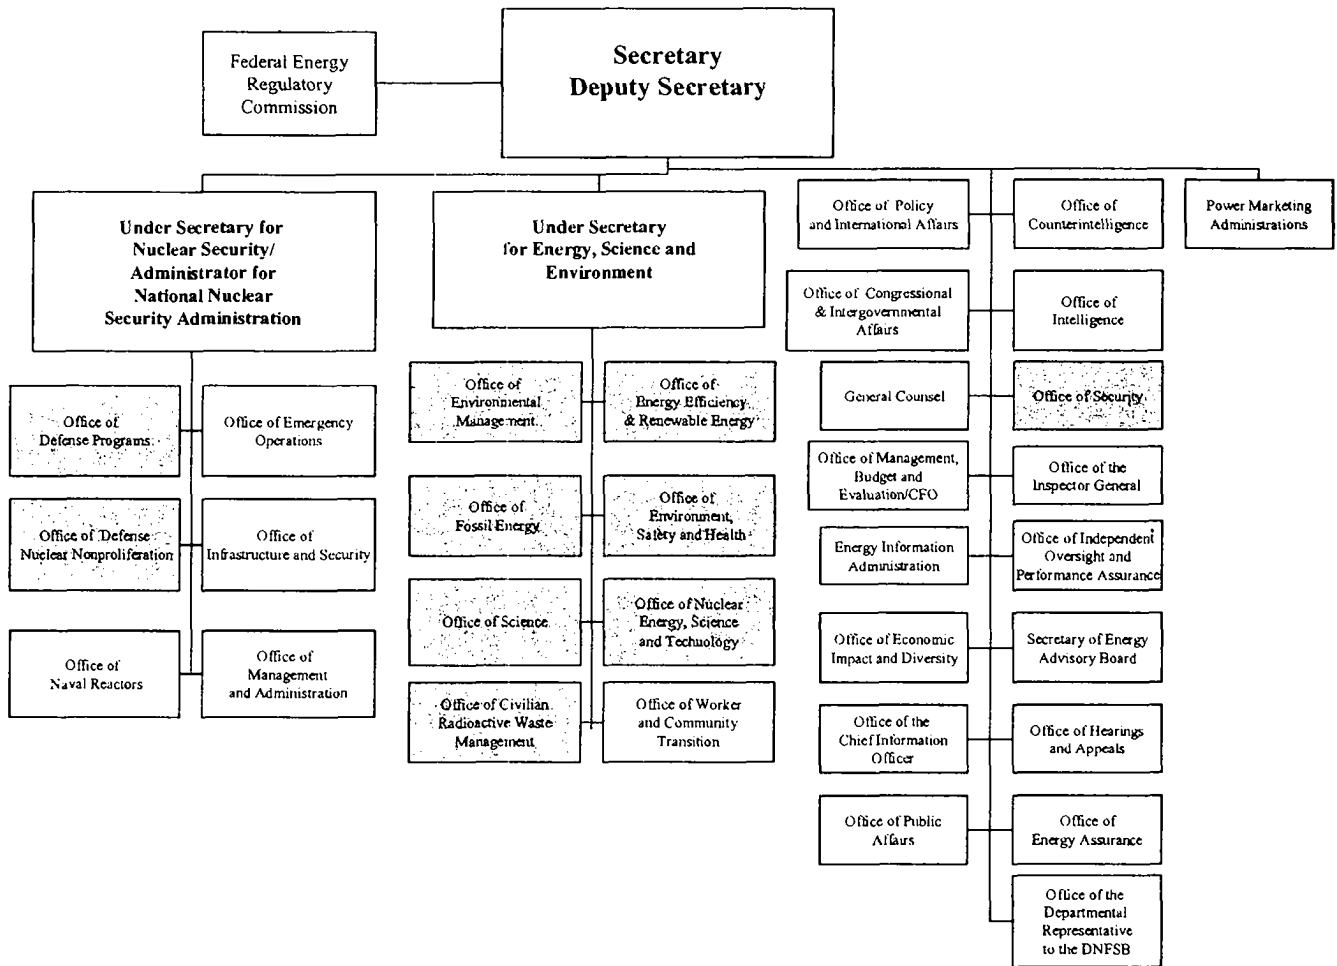 Federal Energy
Regulatory
Commission
Secretary
Deputy Secretary
Under Secretary for
Nuclear Security/
Administrator for
National Nuclear
Security Administration
Under Secretary
for Energy, Science and
Environment
Office of Policy
and International Affairs
Office of
Counterintelligence
Power Marketing
Administrations
Office of Congressional
& Intergovernmental
Affairs
Office of
Intelligence
General Counsel
Office of Security
Office of Management,
Budget and
Evaluation/CFO
Office of the
Inspector General
Energy Information
Administration
Office of Independent
Oversight and
Performance Assurance
Office of Economic
Impact and Diversity
Secretary of Energy
Advisory Board
Office of the
Chief Information
Officer
Office of Hearings
and Appeals
Office of Public
Affairs
Office of
Energy Assurance
Office of the
Departmental
Representative
to the DNFSB
Office of
Defense Programs
Office of Emergency
Operations
Office of Defense
Nuclear Nonproliferation
Office of
Infrastructure and Security
Office of
Naval Reactors
Office of
Management
and Administration
Office of
Environmental
Management
Office of
Energy Efficiency
& Renewable Energy
Office of
Fossil Energy
Office of
Environment,
Safety and Health
Office of Science
Office of Nuclear
Energy, Science
and Technology
Office of Civilian
Radioactive Waste
Management
Office of Worker
and Community
Transition